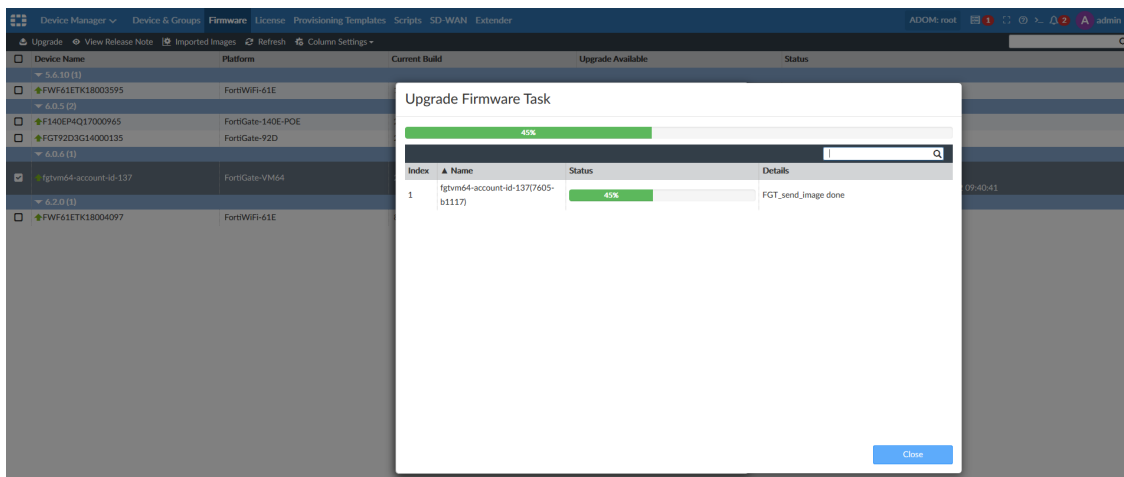 Device Manager Device & Groups Firmware License Provisioning Templates Scripts SD-WAN Extender ADOM: root 1 2 A admin
Upgrade View Release Note Imported Images Refresh Column Settings
Device Name Platform Current Build Upgrade Available Status
5.6.10 (1)
FWF61ETK18003595 FortiWiFi-61E
6.0.5 (2)
F140EP4Q17000965 FortiGate-140E-POE
FGT92D3G14000135 FortiGate-92D
6.0.6 (1)
fgtvm64-account-id-137 FortiGate-VM64
09:40:41
6.2.0 (1)
FWF61ETK18004097 FortiWiFi-61E
Upgrade Firmware Task
45%
Index Name Status Details
1 fgtvm64-account-id-137(7605-
b1117) 45% FGT_send_image done
Close